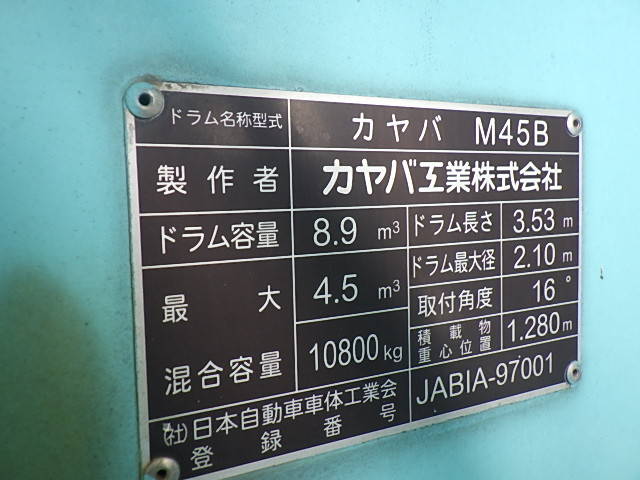 ドラム名称型式 カヤバ M45B
製作者 カヤバ工業株式会社
ドラム容量 8.9 m³ ドラム長さ 3.53 m
ドラム最大径 2.10 m
最大 4.5 m³ 取付角度 16°
混合容量 10800kg 積載物重心位置 1.280m
(社)日本自動車車体工業会
登録番号 JABIA-97001